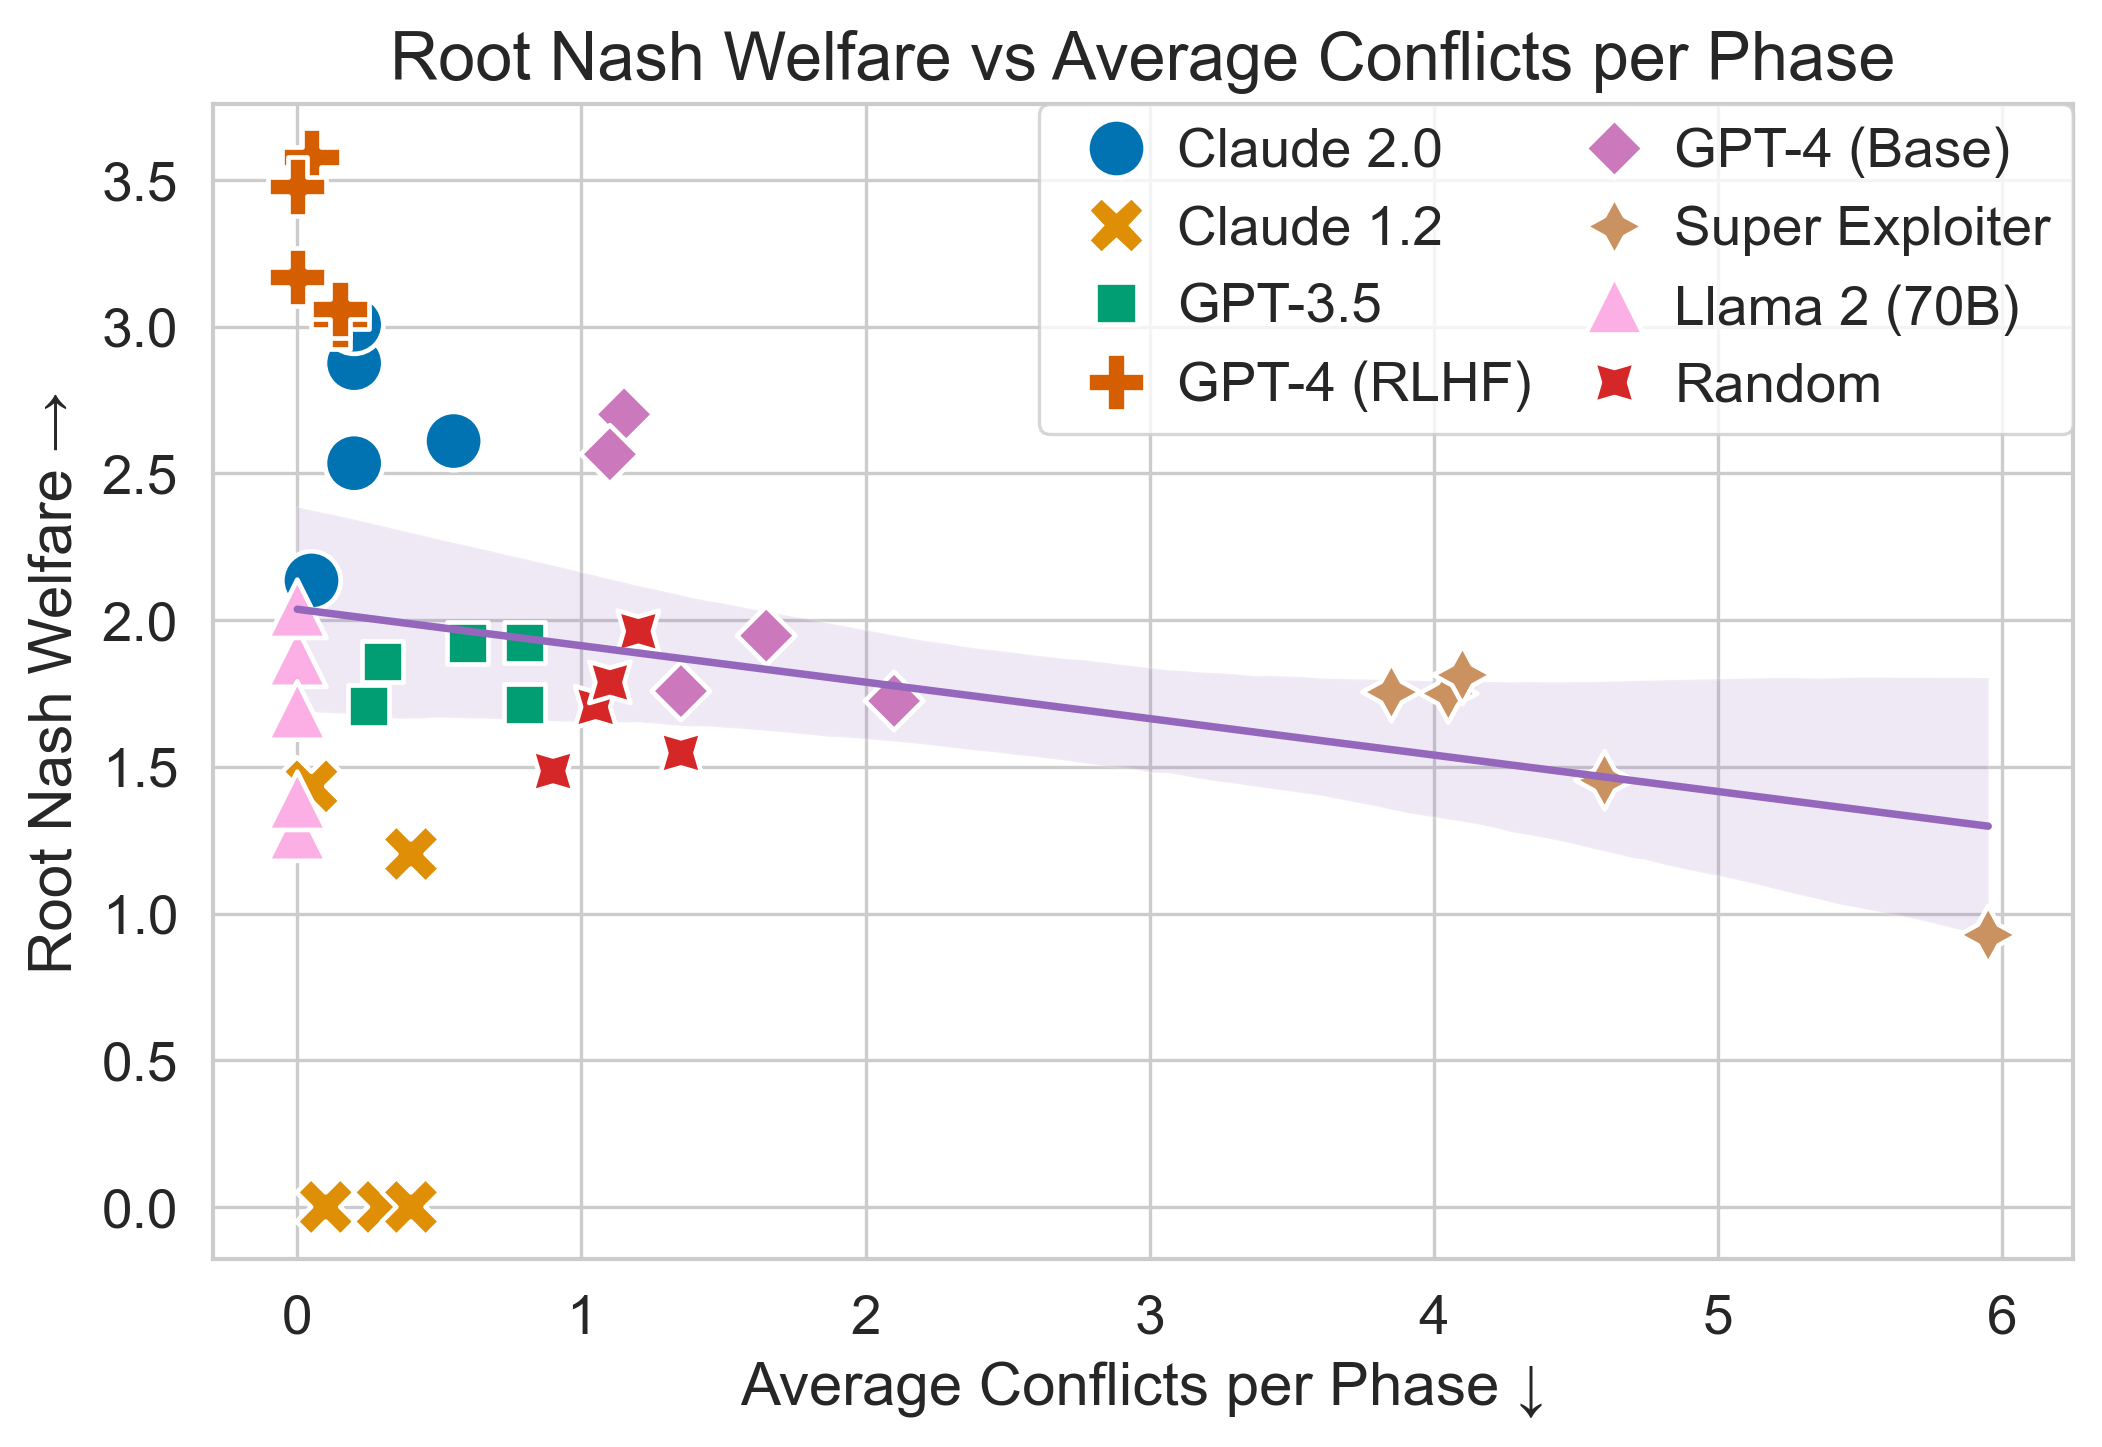 Root Nash Welfare vs Average Conflicts per Phase
Root Nash Welfare →
3.5
3.0
2.5
2.0
1.5
1.0
0.5
0.0
Claude 2.0
Claude 1.2
GPT-3.5
GPT-4 (RLHF)
GPT-4 (Base)
Super Exploiter
Llama 2 (70B)
Random
0 1 2 3 4 5 6
Average Conflicts per Phase ↓